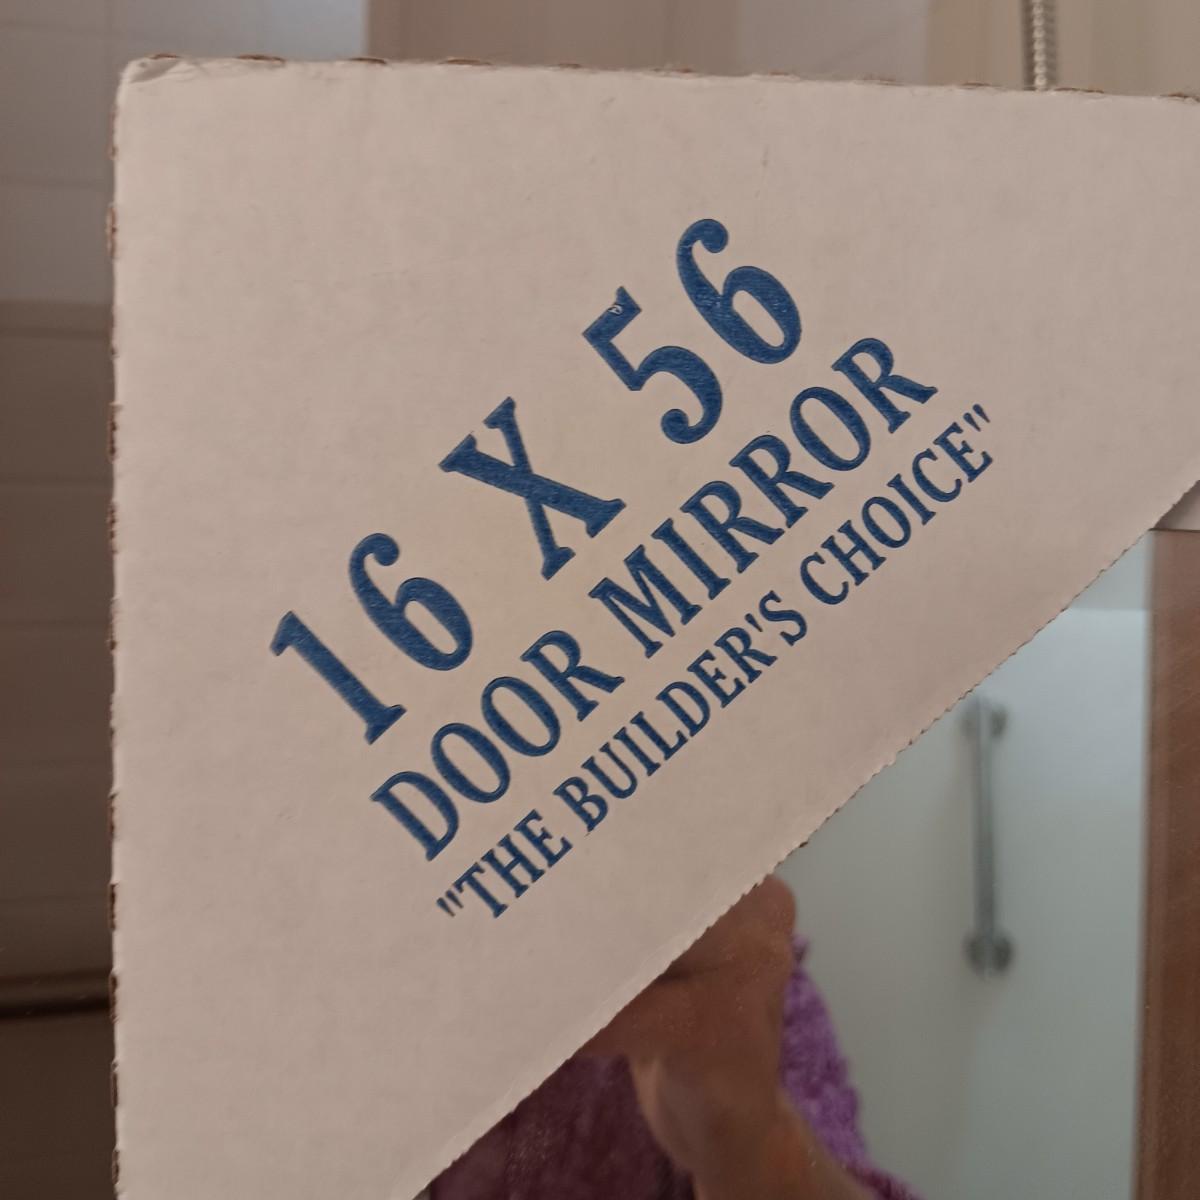 16 X 56
DOOR MIRROR
"THE BUILDER'S CHOICE"